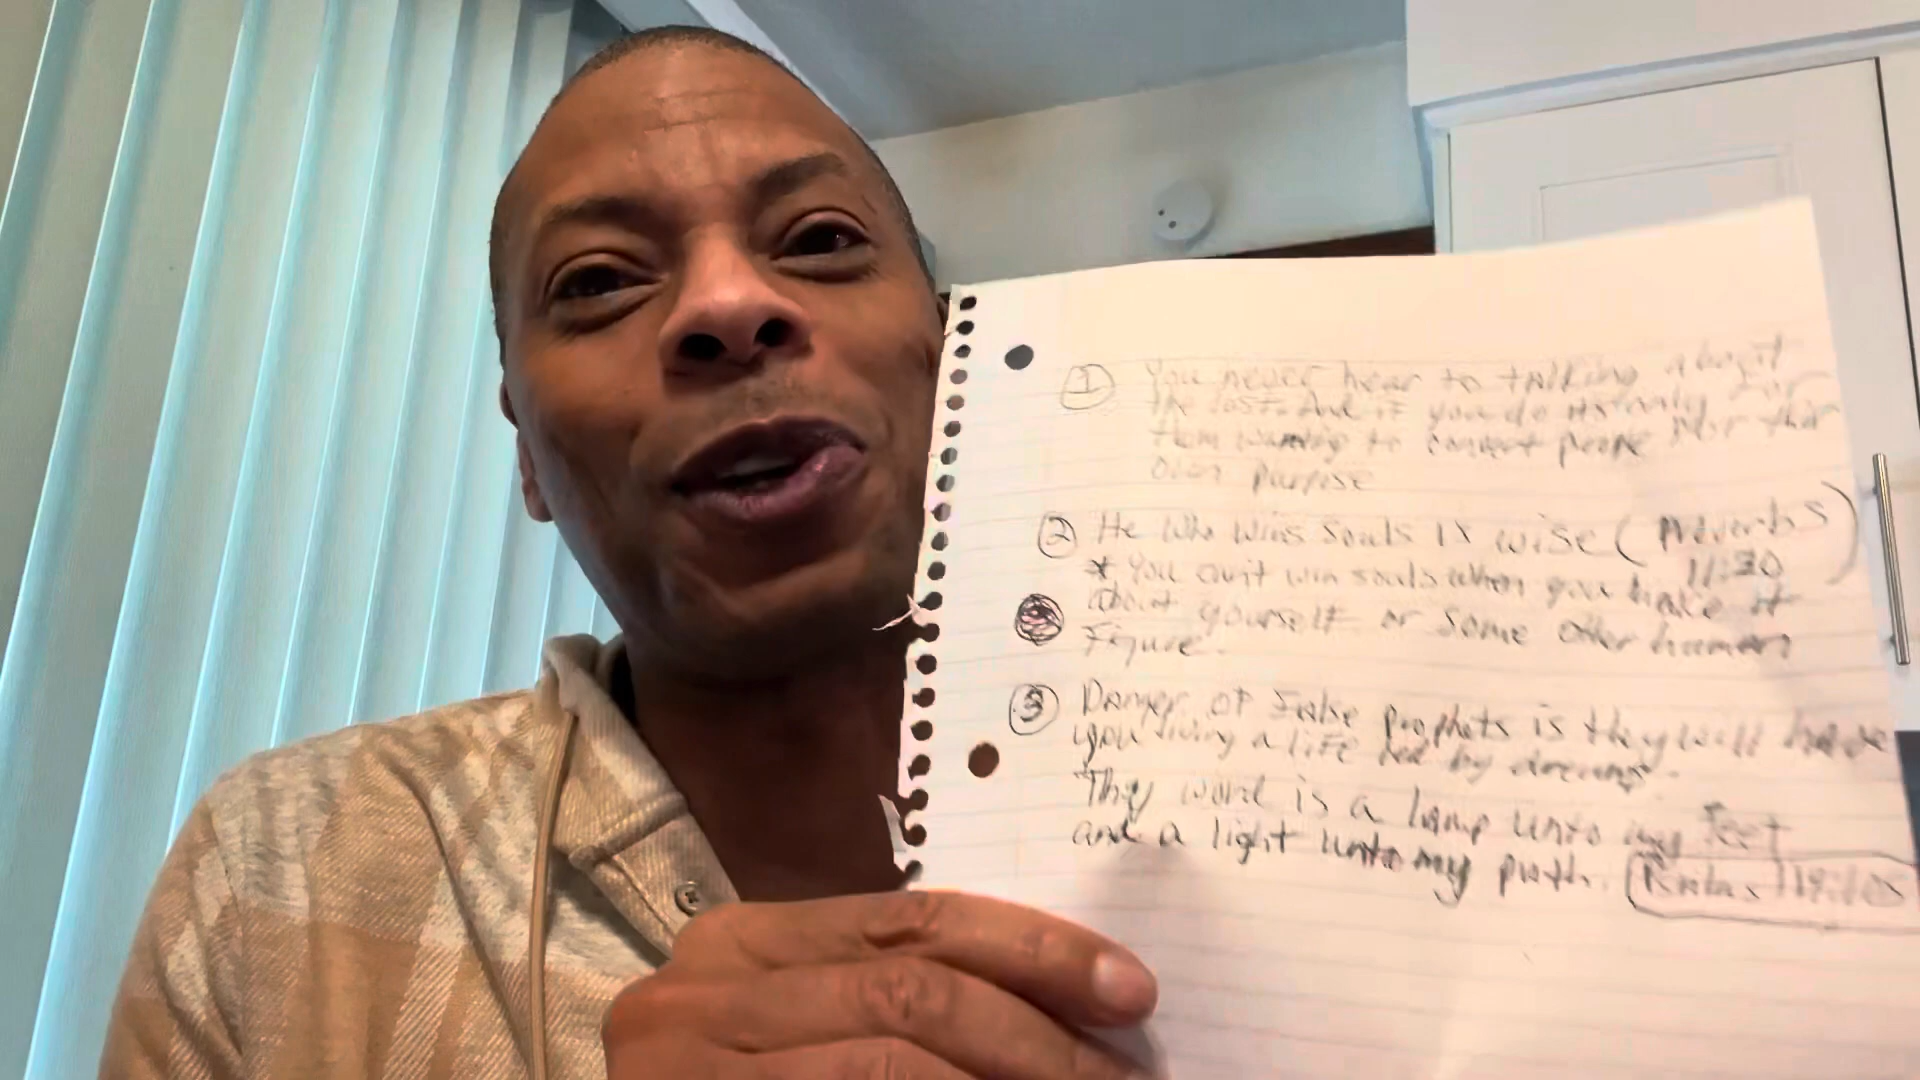 1 You never hear to talking about
the lost. And if you do its only for
them wanting to convert people for their
own purpose
2 He who wins souls is wise (Proverbs
11:30)
* You can't win souls when you make it
about yourself or some other human
Figure.
3 Danger of False prophets is they will have
you living a life led by dreams.
They word is a lamp unto my feet
and a light unto my path. Psalms 119:105